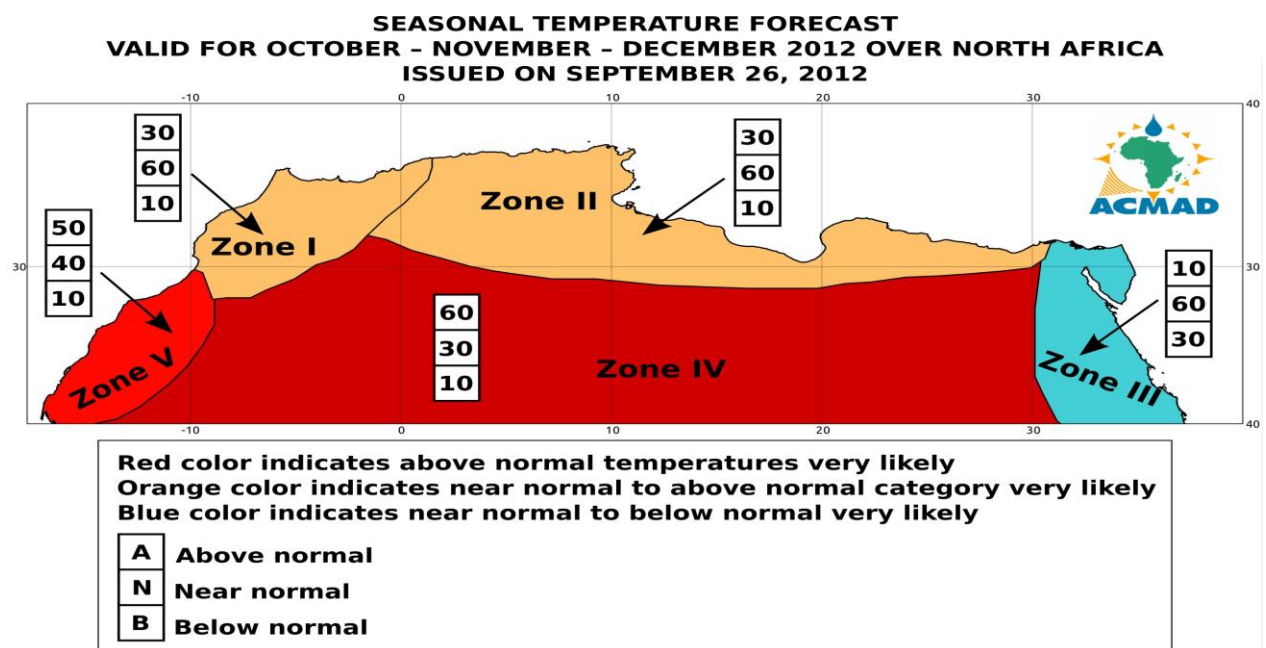 SEASONAL TEMPERATURE FORECAST
VALID FOR OCTOBER – NOVEMBER – DECEMBER 2012 OVER NORTH AFRICA
ISSUED ON SEPTEMBER 26, 2012
-10
0
10
20
30
40
30
60
10
30
60
10
ACMAD
Zone II
Zone I
50
40
10
30
30
10
60
30
60
30
10
Zone IV
Zone V
Zone III
-10
0
10
20
30
40
Red color indicates above normal temperatures very likely
Orange color indicates near normal to above normal category very likely
Blue color indicates near normal to below normal very likely
A Above normal
N Near normal
B Below normal